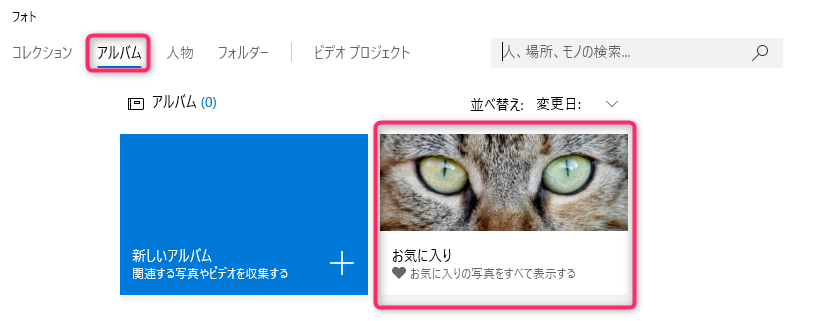 フォト
コレクション アルバム 人物 フォルダー ビデオ プロジェクト 人、場所、モノの検索...
アルバム (0) 並べ替え: 変更日:
新しいアルバム
関連する写真やビデオを収集する
お気に入り
お気に入りの写真をすべて表示する